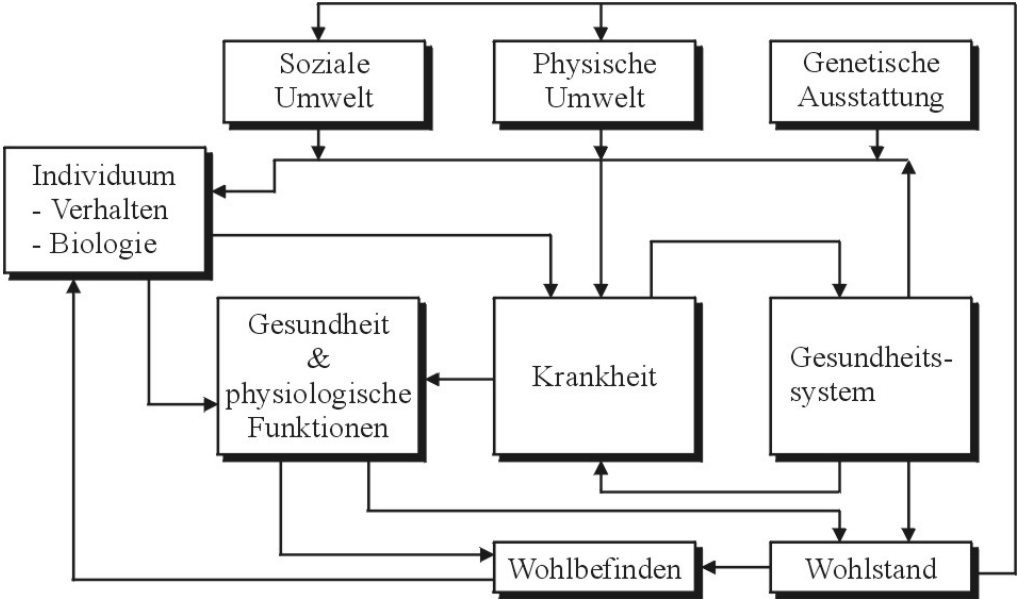 Soziale
Umwelt
Physische
Umwelt
Genetische
Ausstattung
Individuum
- Verhalten
- Biologie
Gesundheit
&
physiologische
Funktionen
Krankheit
Gesundheits-
system
Wohlbefinden
Wohlstand